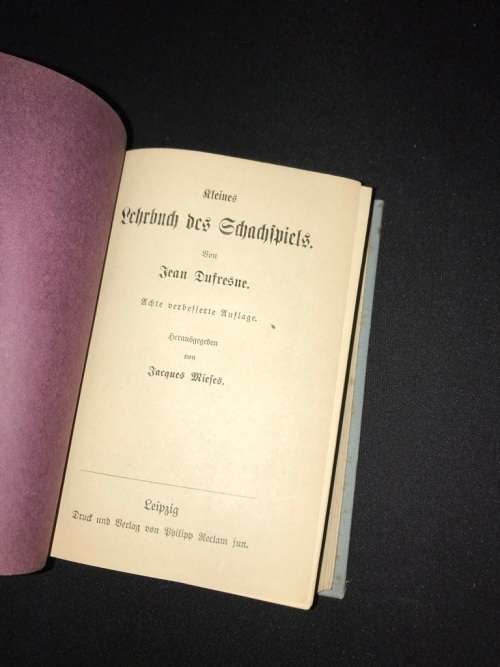 Kleines
Lehrbuch des Schachſpiels.
Von
Jean Dufresne.
Achte verbeſſerte Auflage.
Herausgegeben
von
Jacques Mieſes.
Leipzig
Druck und Verlag von Philipp Reclam jun.